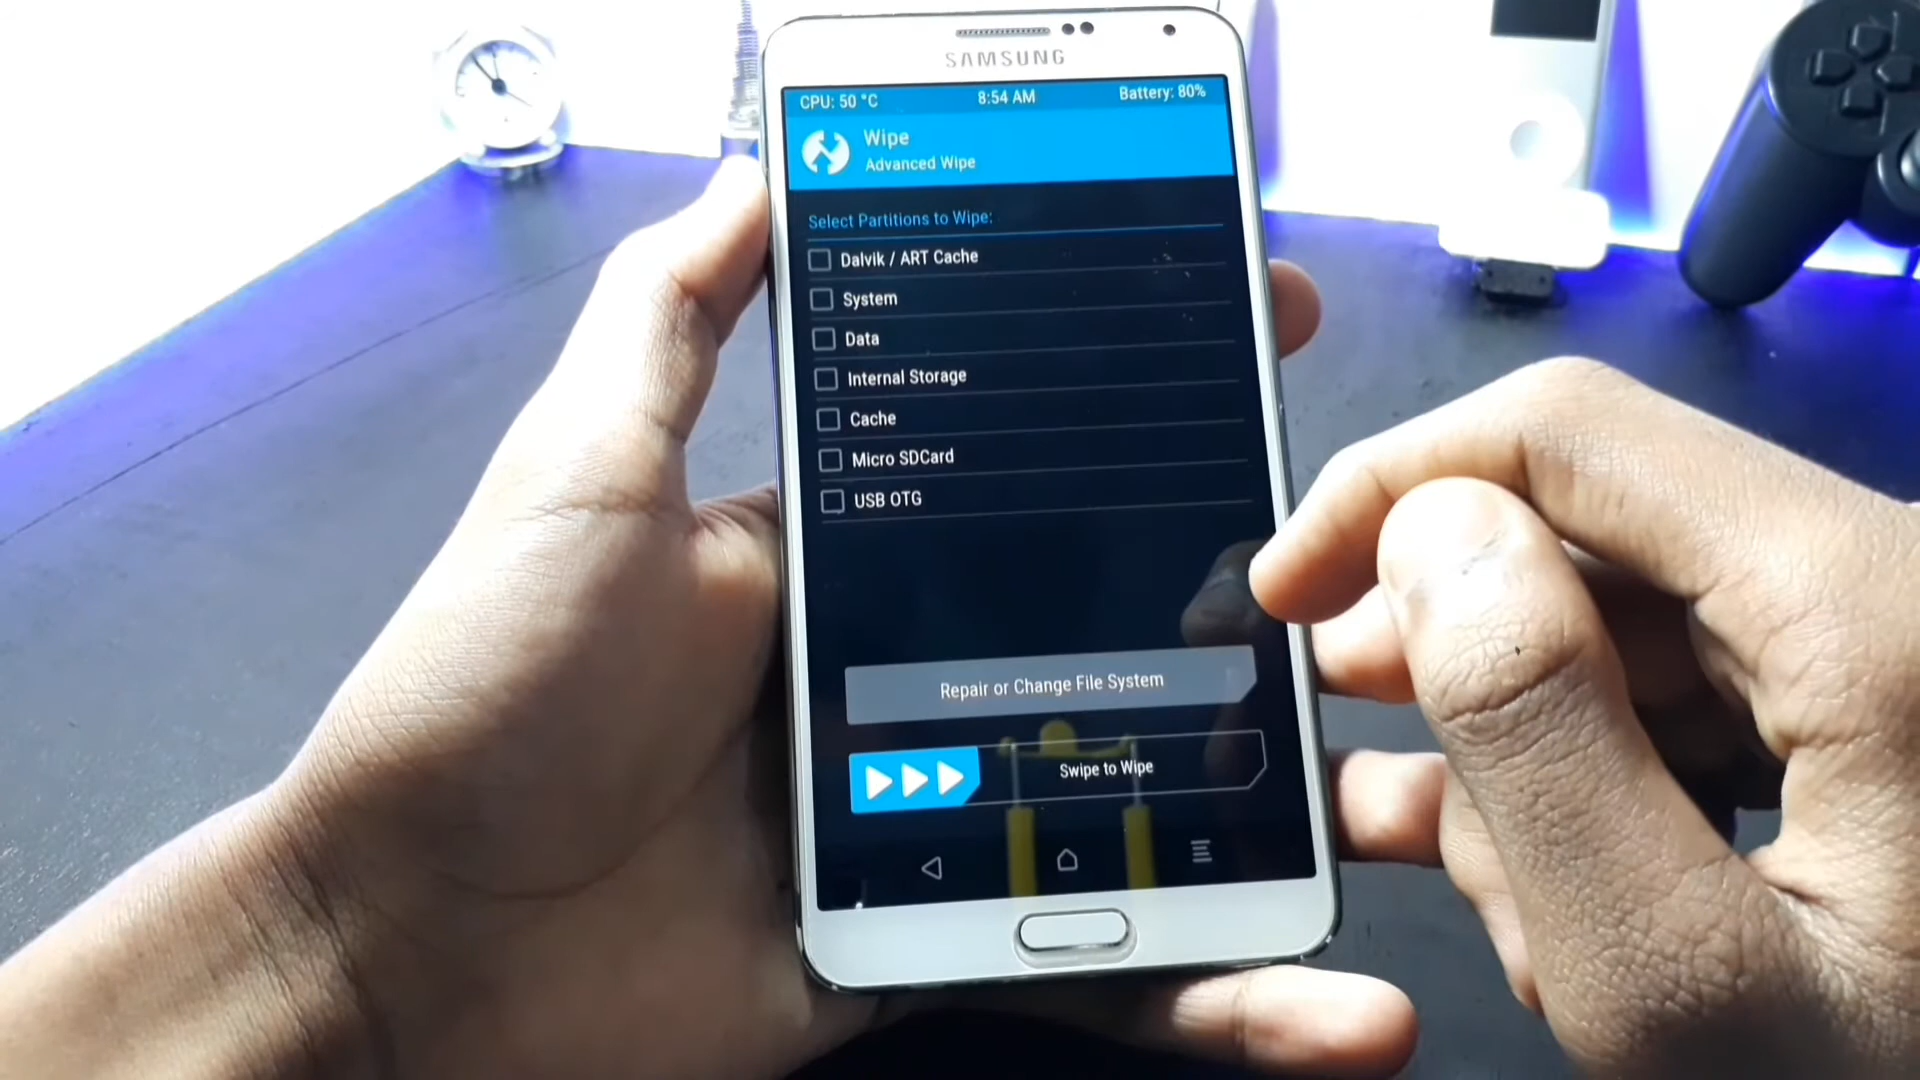 SAMSUNG
CPU: 50 °C 8:54 AM Battery: 80%
Wipe
Advanced Wipe
Select Partitions to Wipe:
Dalvik / ART Cache
System
Data
Internal Storage
Cache
Micro SDCard
USB OTG
Repair or Change File System
Swipe to Wipe